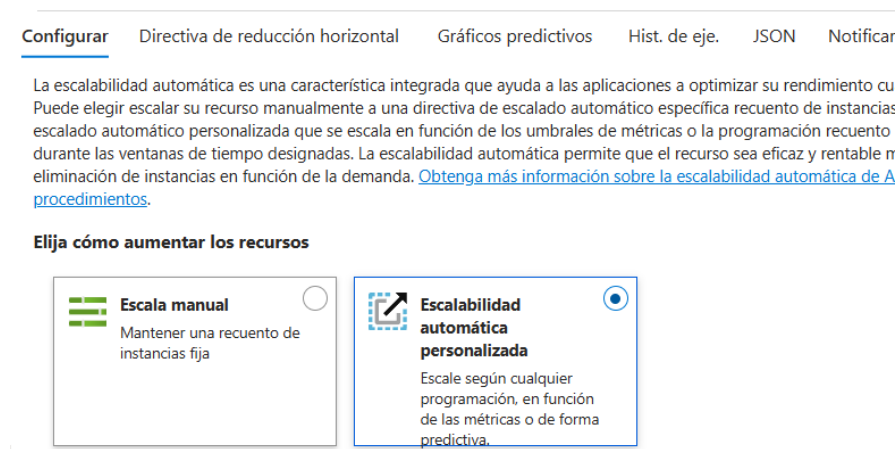 Configurar Directiva de reducción horizontal Gráficos predictivos Hist. de eje. JSON Notificar
La escalabilidad automática es una característica integrada que ayuda a las aplicaciones a optimizar su rendimiento cu
Puede elegir escalar su recurso manualmente a una directiva de escalado automático específica recuento de instancias
escalado automático personalizada que se escala en función de los umbrales de métricas o la programación recuento
durante las ventanas de tiempo designadas. La escalabilidad automática permite que el recurso sea eficaz y rentable m
eliminación de instancias en función de la demanda. Obtenga más información sobre la escalabilidad automática de A
procedimientos.
Elija cómo aumentar los recursos
Escala manual
Mantener una recuento de
instancias fija
Escalabilidad
automática
personalizada
Escale según cualquier
programación, en función
de las métricas o de forma
predictiva.